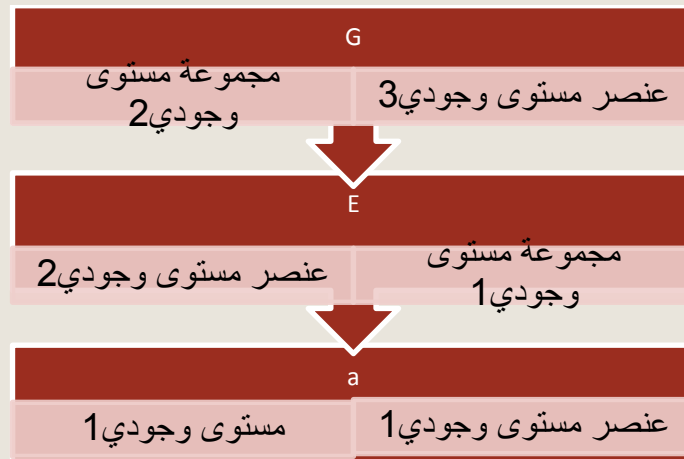 G
عنصر مستوى وجودي3
مجموعة مستوى
وجودي2
E
مجموعة مستوى
وجودي1
عنصر مستوى وجودي2
a
عنصر مستوى وجودي1
مستوى وجودي1